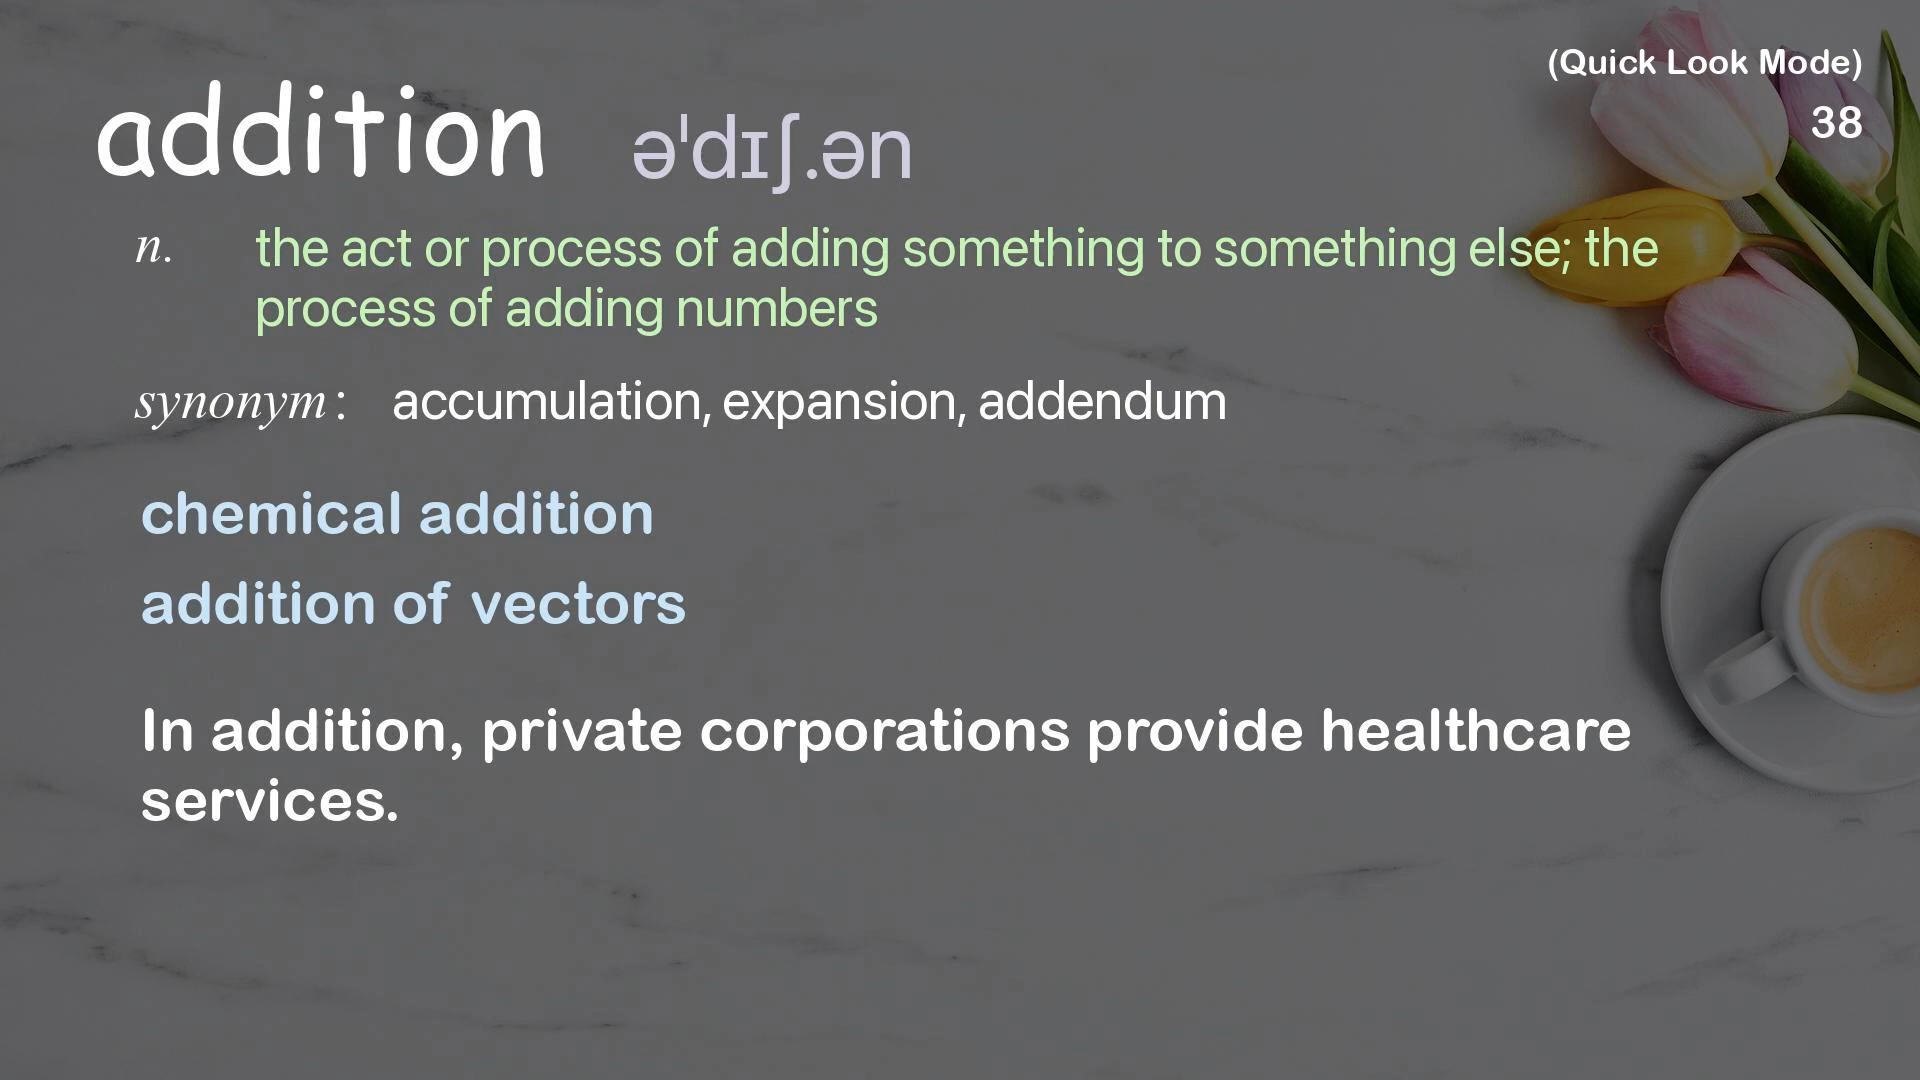 (Quick Look Mode)
38
addition əˈdɪʃ.ən
n. the act or process of adding something to something else; the
process of adding numbers
synonym : accumulation, expansion, addendum
chemical addition
addition of vectors
In addition, private corporations provide healthcare
services.